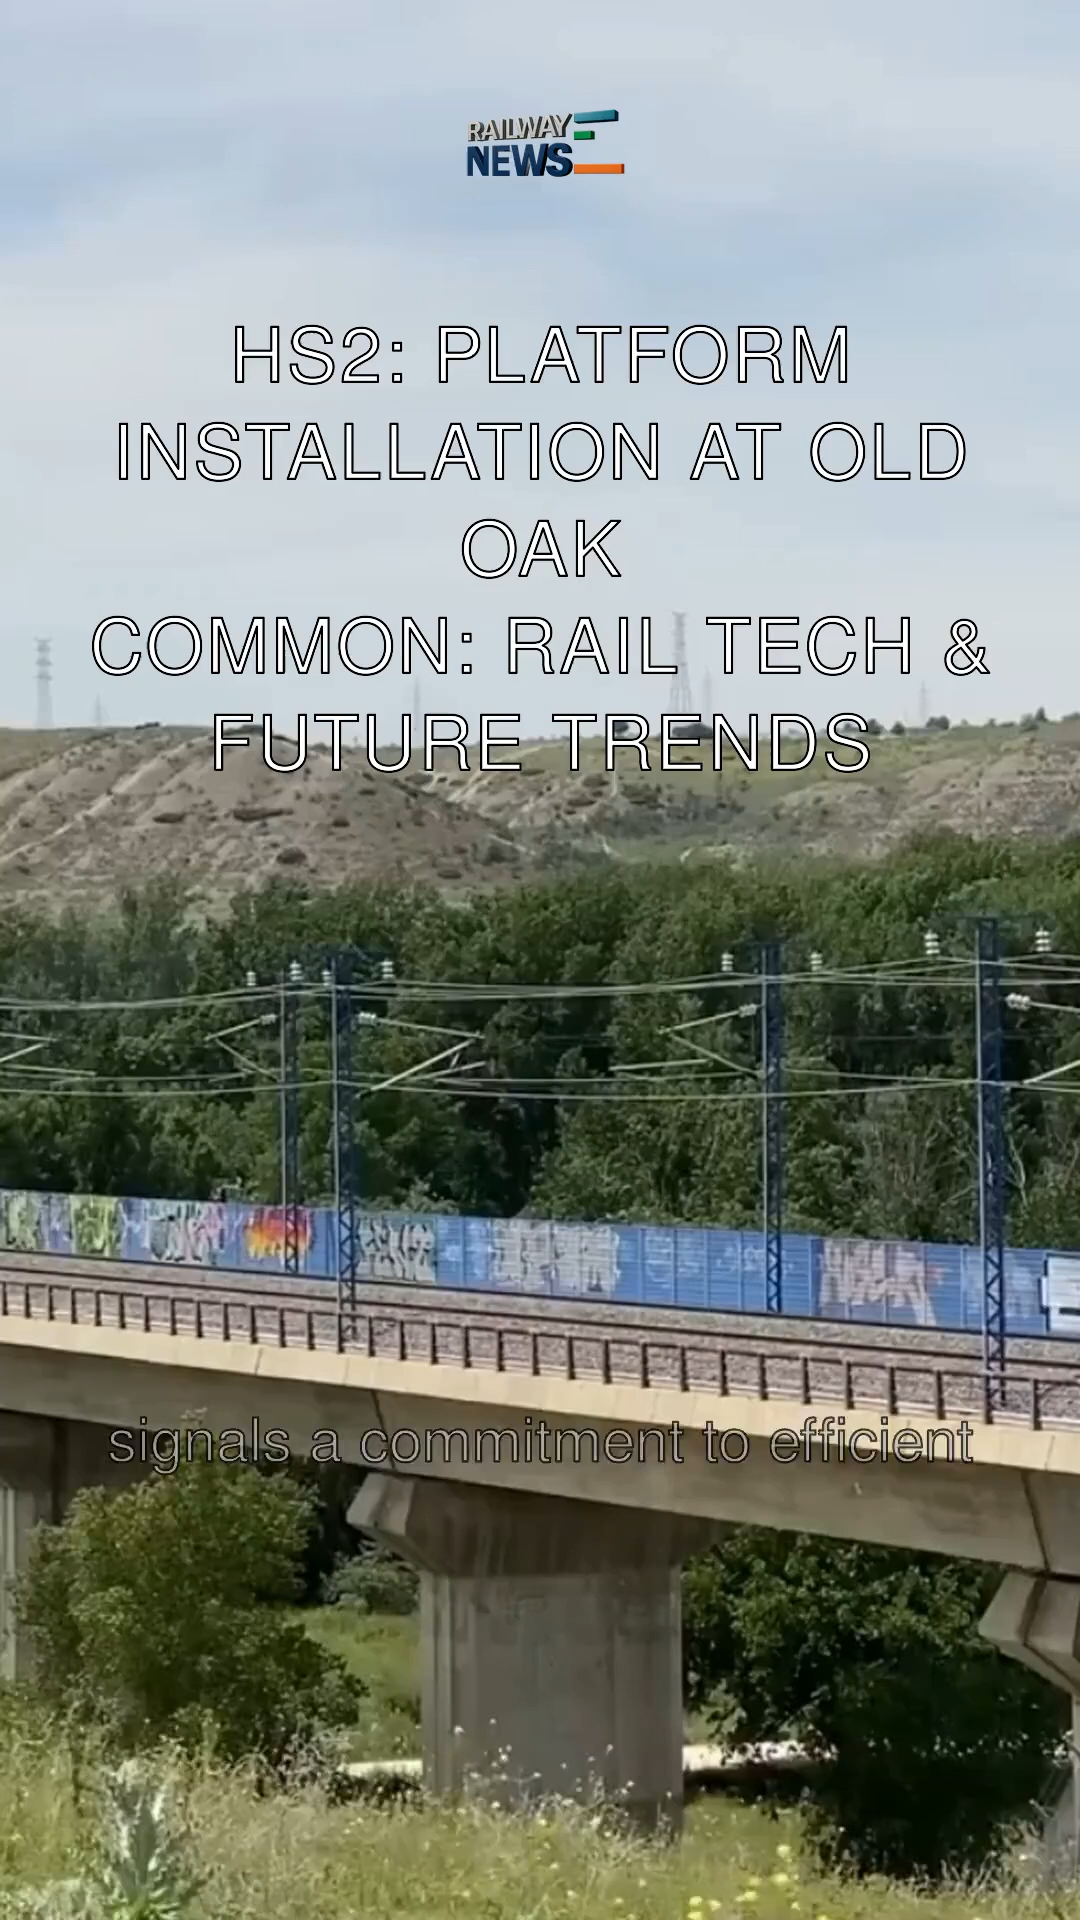 RAILWAY
NEWS
HS2: PLATFORM
INSTALLATION AT OLD
OAK
COMMON: RAIL TECH &
FUTURE TRENDS
signals a commitment to efficient